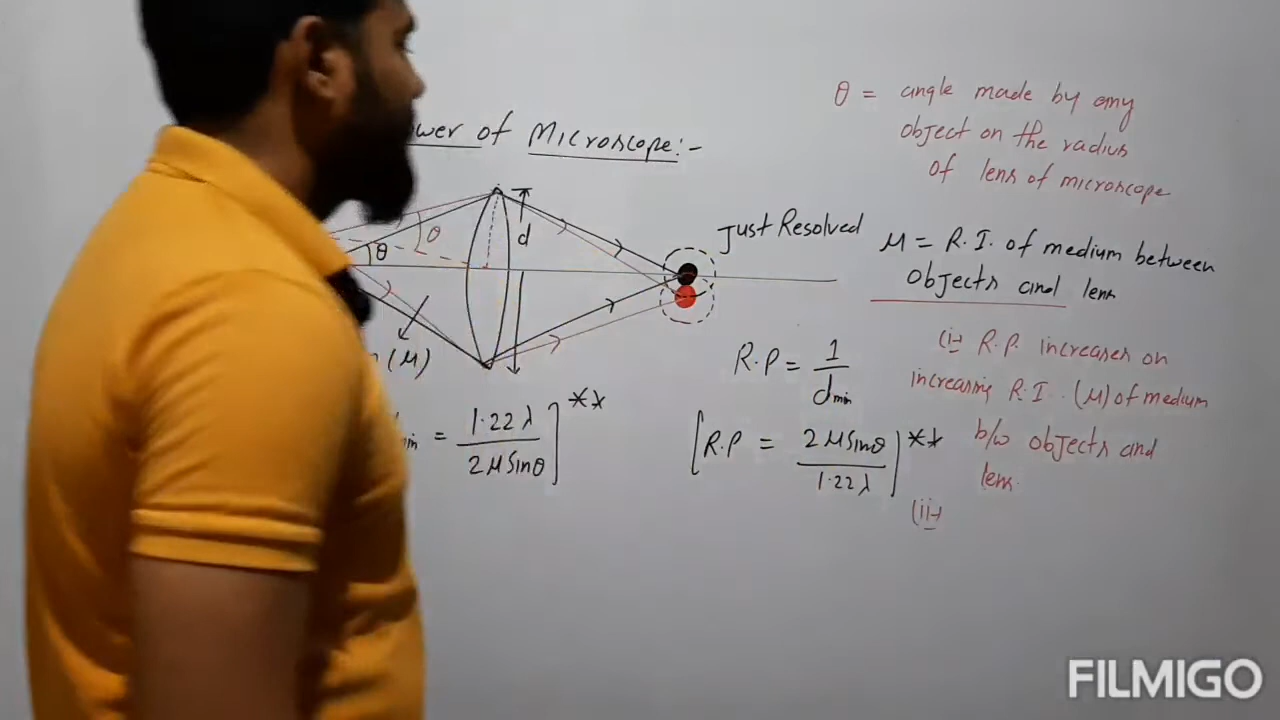 of Microscope:-
θ = angle made by any
object on the radius
of lens of microscope
θ
θ
d
Just Resolved
μ = R.I. of medium between
objects and lens
(μ)
R.P = 1/dmin
(i) R.P. increases on
increasing R.I. (μ) of medium
b/w objects and
lens.
= 1.22λ/2μSinθ ] **
[R.P = 2μSinθ/1.22λ] **
(ii)
FILMIGO